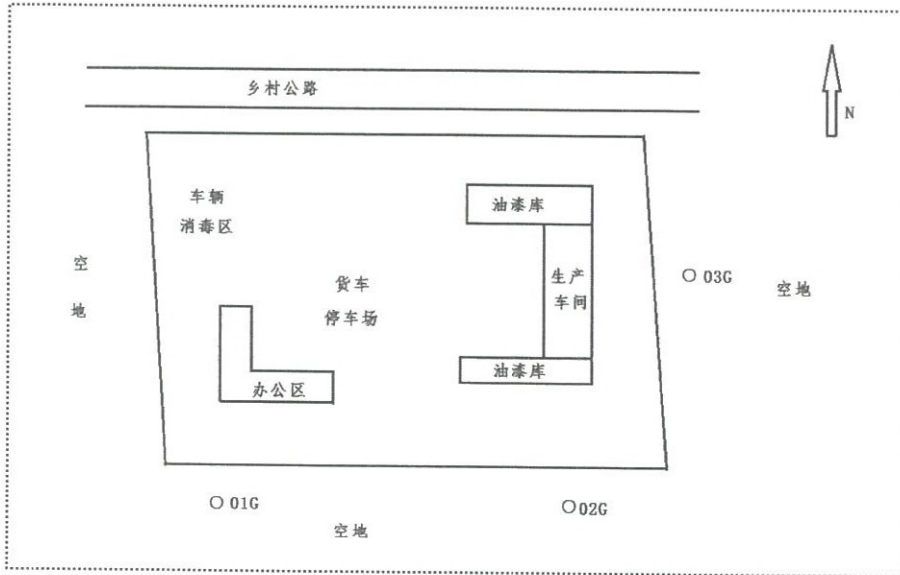 乡村公路
N
车辆
消毒区
油漆库
空
地
货车
停车场
生产
车间
○03G
空地
油漆库
办公区
○01G
○02G
空地